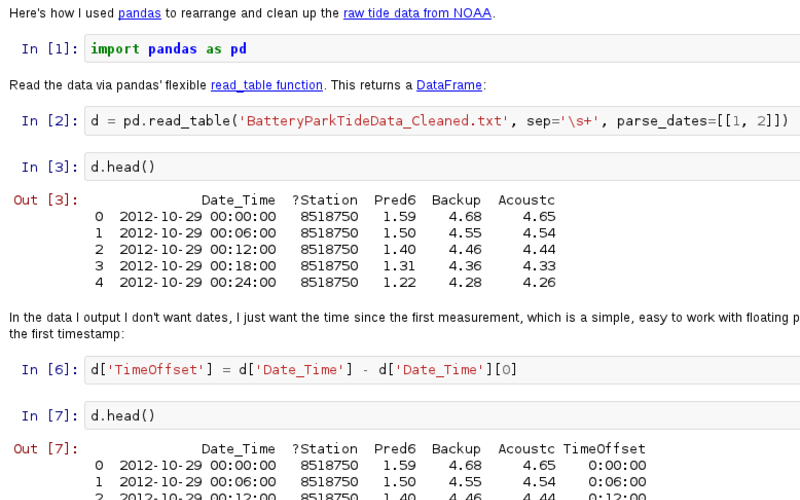 Here's how I used pandas to rearrange and clean up the raw tide data from NOAA.
In [1]: import pandas as pd
Read the data via pandas' flexible read_table function. This returns a DataFrame:
In [2]: d = pd.read_table('BatteryParkTideData_Cleaned.txt', sep='\s+', parse_dates=[[1, 2]])
In [3]: d.head()
Out [3]: Date_Time ?Station Pred6 Backup Acoustc
0 2012-10-29 00:00:00 8518750 1.59 4.68 4.65
1 2012-10-29 00:06:00 8518750 1.50 4.55 4.54
2 2012-10-29 00:12:00 8518750 1.40 4.46 4.44
3 2012-10-29 00:18:00 8518750 1.31 4.36 4.33
4 2012-10-29 00:24:00 8518750 1.22 4.28 4.26
In the data I output I don't want dates, I just want the time since the first measurement, which is a simple, easy to work with floating p
the first timestamp:
In [6]: d['TimeOffset'] = d['Date_Time'] - d['Date_Time'][0]
In [7]: d.head()
Out [7]: Date_Time ?Station Pred6 Backup Acoustc TimeOffset
0 2012-10-29 00:00:00 8518750 1.59 4.68 4.65 0:00:00
1 2012-10-29 00:06:00 8518750 1.50 4.55 4.54 0:06:00
2 2012-10-29 00:12:00 8518750 1.40 4.46 4.44 0:12:00